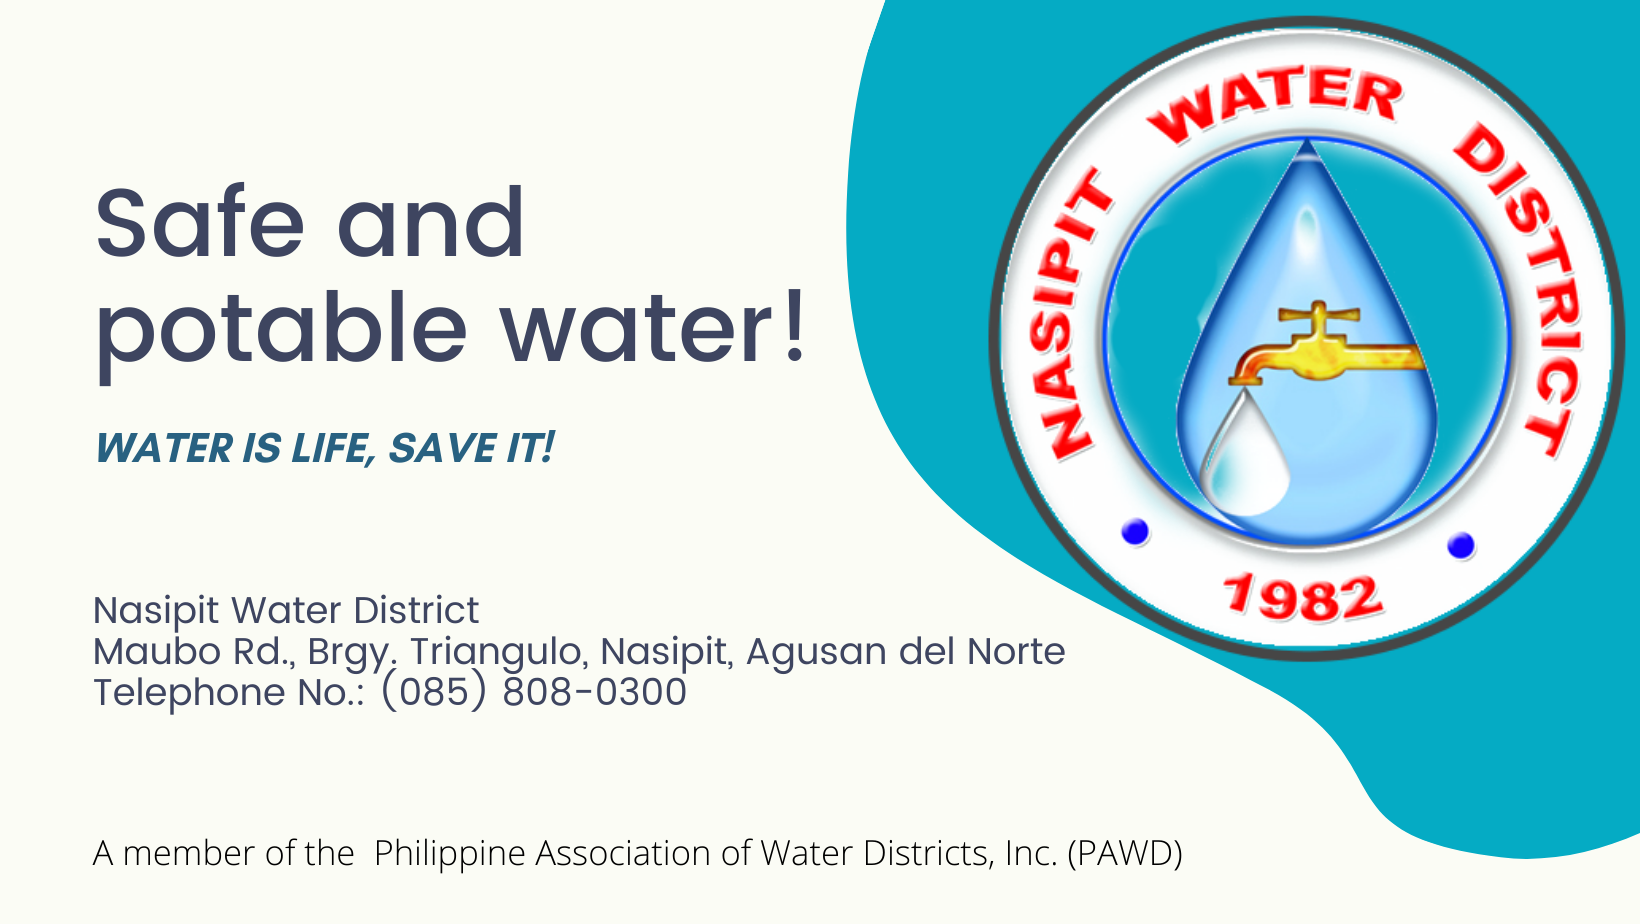 Safe and
potable water!
WATER IS LIFE, SAVE IT!
Nasipit Water District
Maubo Rd., Brgy. Triangulo, Nasipit, Agusan del Norte
Telephone No.: (085) 808-0300
A member of the  Philippine Association of Water Districts, Inc. (PAWD)
NASIPIT WATER DISTRICT
1982